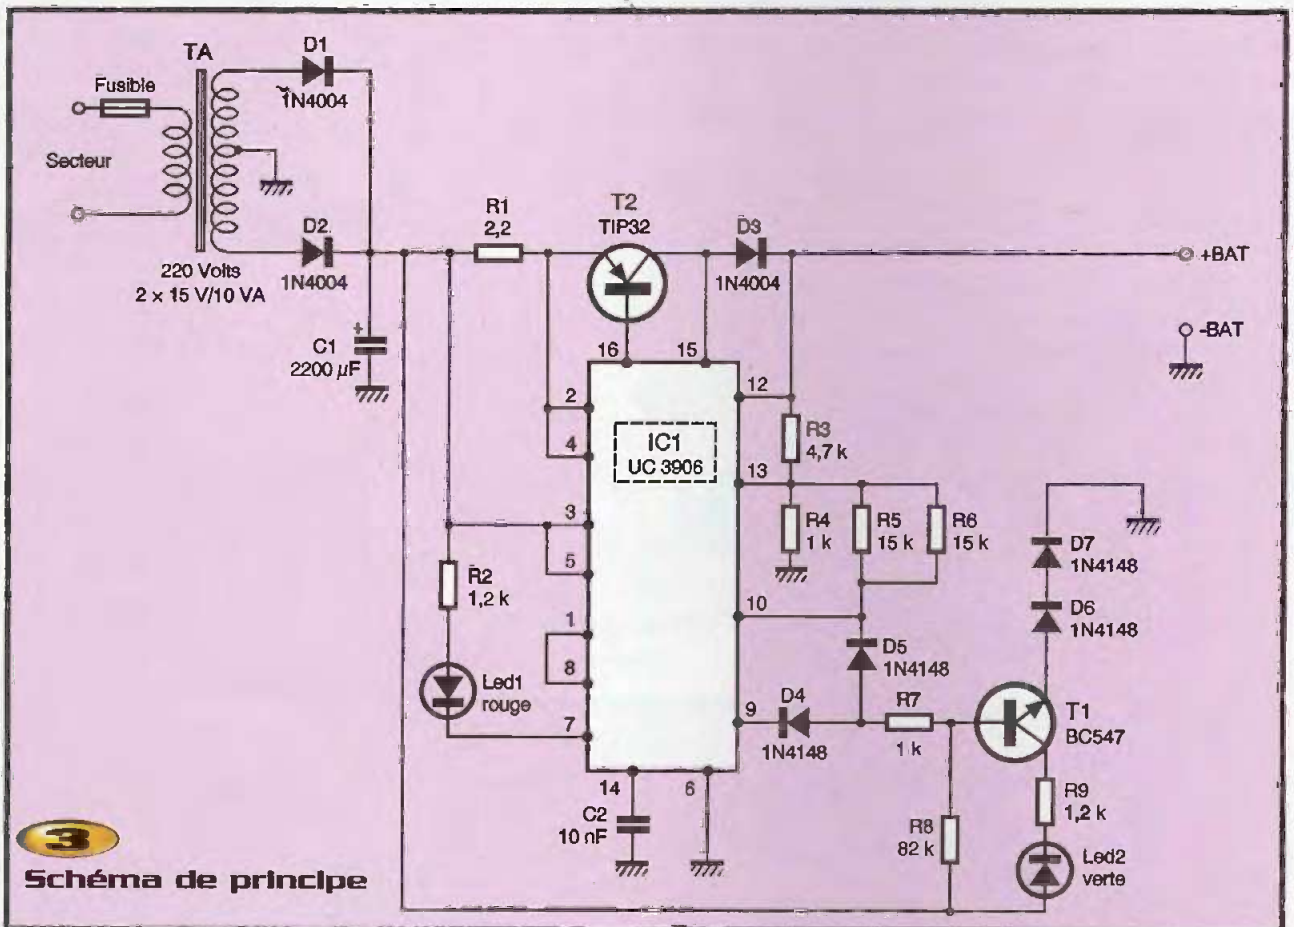 TA
D1
1N4004
Fusible
Secteur
D2
1N4004
220 Volts
2 x 15 V/10 VA
+
C1
2200 µF
R1
2,2
T2
TIP32
D3
1N4004
+BAT
-BAT
16
15
2
4
3
5
1
8
7
14
6
12
13
10
9
IC1
UC 3906
R3
4,7 k
R4
1 k
R5
15 k
R6
15 k
D7
1N4148
D6
1N4148
R2
1,2 k
Led1
rouge
D5
1N4148
D4
1N4148
R7
1 k
T1
BC547
C2
10 nF
R8
82 k
R9
1,2 k
Led2
verte
3
Schéma de principe